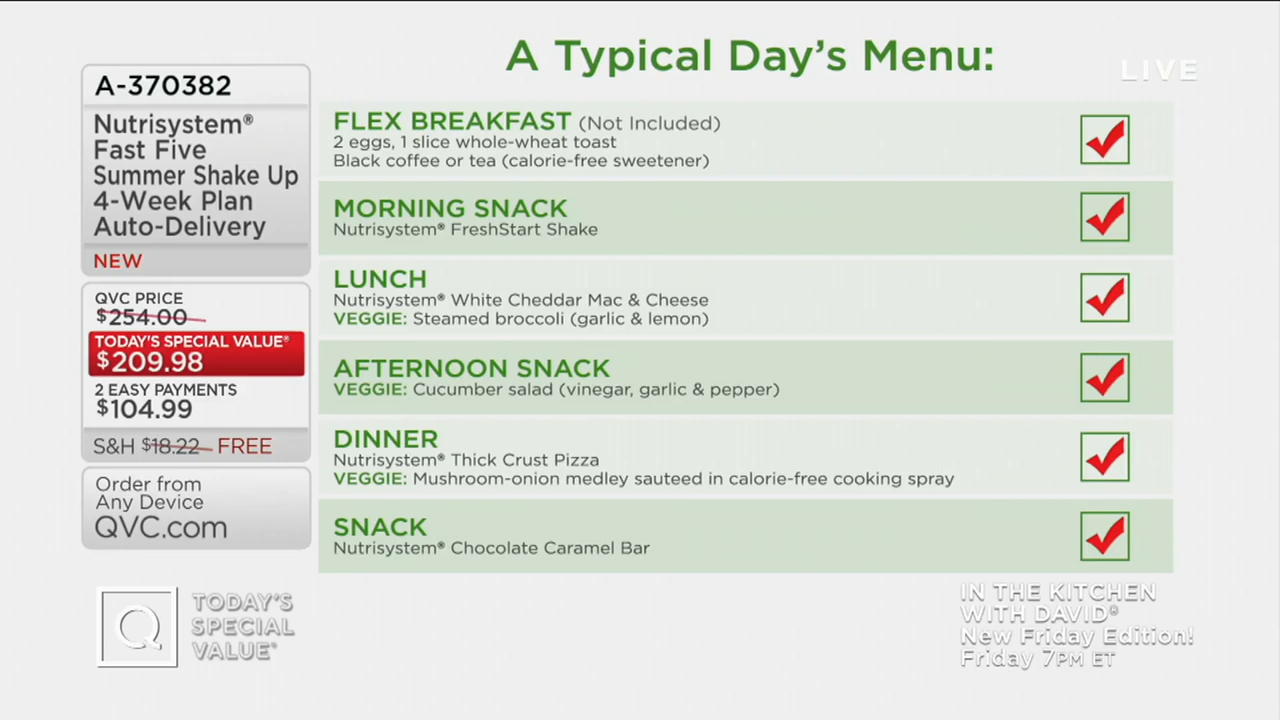 A Typical Day's Menu:
LIVE
A-370382
Nutrisystem®
Fast Five
Summer Shake Up
4-Week Plan
Auto-Delivery
NEW
QVC PRICE
$254.00
TODAY'S SPECIAL VALUE®
$209.98
2 EASY PAYMENTS
$104.99
S&H $18.22 FREE
Order from
Any Device
QVC.com
FLEX BREAKFAST (Not Included)
2 eggs, 1 slice whole-wheat toast
Black coffee or tea (calorie-free sweetener)
MORNING SNACK
Nutrisystem® FreshStart Shake
LUNCH
Nutrisystem® White Cheddar Mac & Cheese
VEGGIE: Steamed broccoli (garlic & lemon)
AFTERNOON SNACK
VEGGIE: Cucumber salad (vinegar, garlic & pepper)
DINNER
Nutrisystem® Thick Crust Pizza
VEGGIE: Mushroom-onion medley sauteed in calorie-free cooking spray
SNACK
Nutrisystem® Chocolate Caramel Bar
Q
TODAY'S
SPECIAL
VALUE®
IN THE KITCHEN
WITH DAVID®
New Friday Edition!
Friday 7PM ET